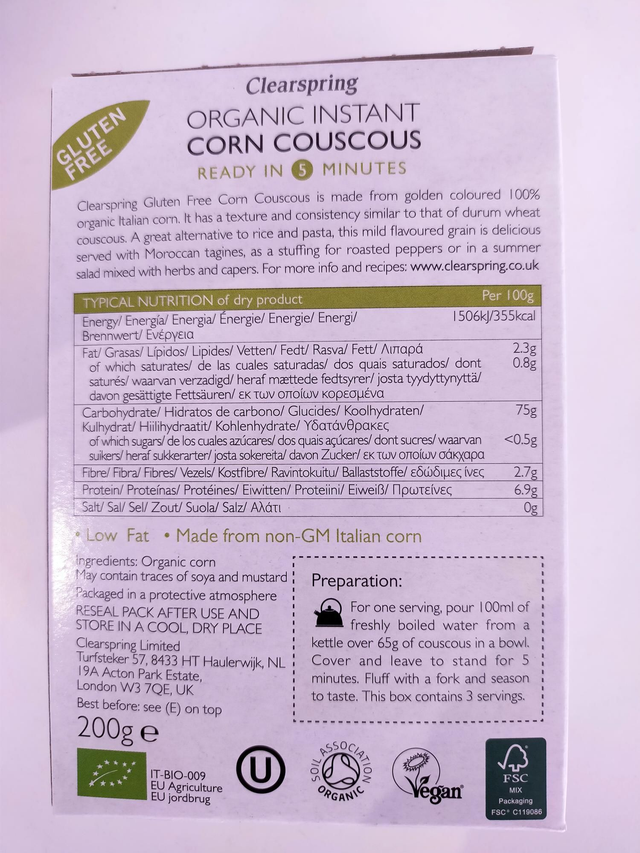 Clearspring
ORGANIC INSTANT
CORN COUSCOUS
GLUTEN
FREE
READY IN 5 MINUTES
Clearspring Gluten Free Corn Couscous is made from golden coloured 100%
organic Italian corn. It has a texture and consistency similar to that of durum wheat
couscous. A great alternative to rice and pasta, this mild flavoured grain is delicious
served with Moroccan tagines, as a stuffing for roasted peppers or in a summer
salad mixed with herbs and capers. For more info and recipes: www.clearspring.co.uk
TYPICAL NUTRITION of dry product Per 100g
Energy/ Energía/ Energia/ Énergie/ Energie/ Energi/ 1506kJ/355kcal
Brennwert/ Ενέργεια
Fat/ Grasas/ Lípidos/ Lipides/ Vetten/ Fedt/ Rasva/ Fett/ Λιπαρά 2.3g
of which saturates/ de las cuales saturadas/ dos quais saturados/ dont 0.8g
saturés/ waarvan verzadigd/ heraf mættede fedtsyrer/ josta tyydyttynyttä/
davon gesättigte Fettsäuren/ εκ των οποίων κορεσμένα
Carbohydrate/ Hidratos de carbono/ Glucides/ Koolhydraten/ 75g
Kulhydrat/ Hiilihydraatit/ Kohlenhydrate/ Υδατάνθρακες
of which sugars/ de los cuales azúcares/ dos quais açúcares/ dont sucres/ waarvan <0.5g
suikers/ heraf sukkerarter/ josta sokereita/ davon Zucker/ εκ των οποίων σάκχαρα
Fibre/ Fibra/ Fibres/ Vezels/ Kostfibre/ Ravintokuitu/ Ballaststoffe/ εδώδιμες ίνες 2.7g
Protein/ Proteínas/ Protéines/ Eiwitten/ Proteiini/ Eiweiß/ Πρωτείνες 6.9g
Salt/ Sal/ Sel/ Zout/ Suola/ Salz/ Αλάτι 0g
• Low Fat • Made from non-GM Italian corn
Ingredients: Organic corn
May contain traces of soya and mustard
Packaged in a protective atmosphere
RESEAL PACK AFTER USE AND
STORE IN A COOL, DRY PLACE
Clearspring Limited
Turfsteker 57, 8433 HT Haulerwijk, NL
19A Acton Park Estate,
London W3 7QE, UK
Best before: see (E) on top
200g e
Preparation:
For one serving, pour 100ml of
freshly boiled water from a
kettle over 65g of couscous in a bowl.
Cover and leave to stand for 5
minutes. Fluff with a fork and season
to taste. This box contains 3 servings.
IT-BIO-009
EU Agriculture
EU jordbrug
U
SOIL ASSOCIATION
ORGANIC
Vegan
FSC
MIX
Packaging
FSC® C119086